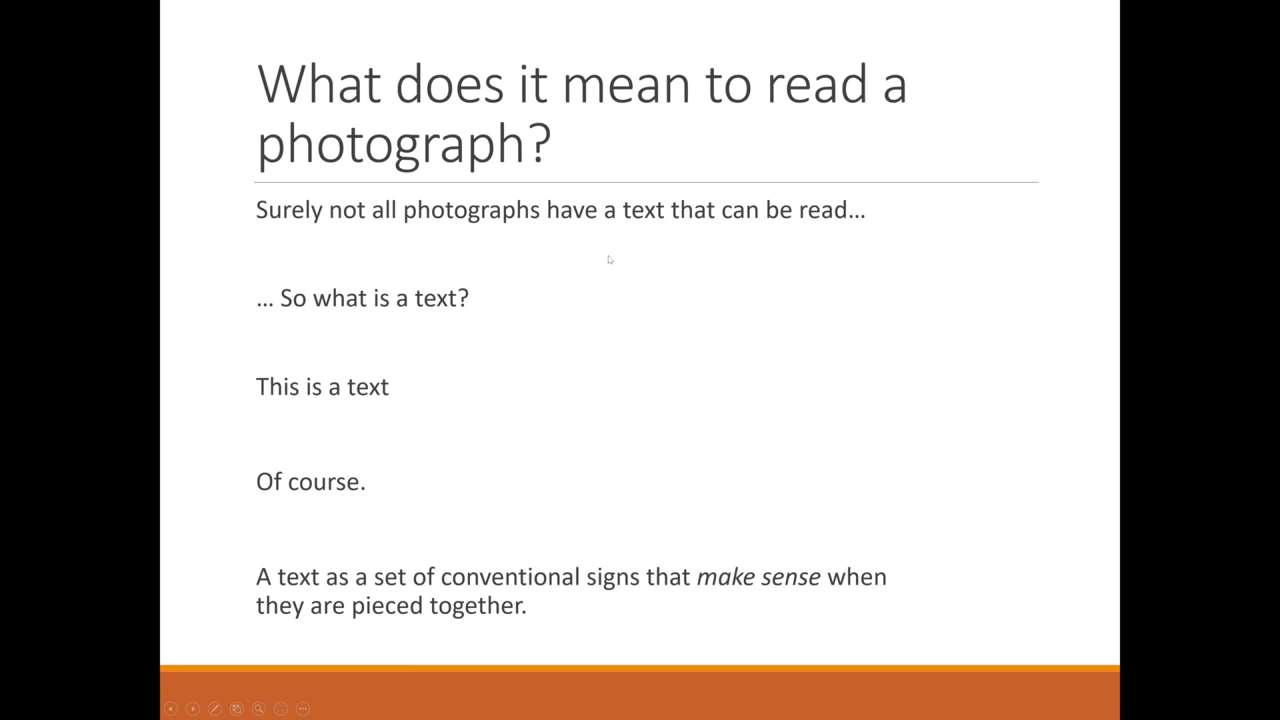 What does it mean to read a
photograph?
Surely not all photographs have a text that can be read…
… So what is a text?
This is a text
Of course.
A text as a set of conventional signs that make sense when
they are pieced together.